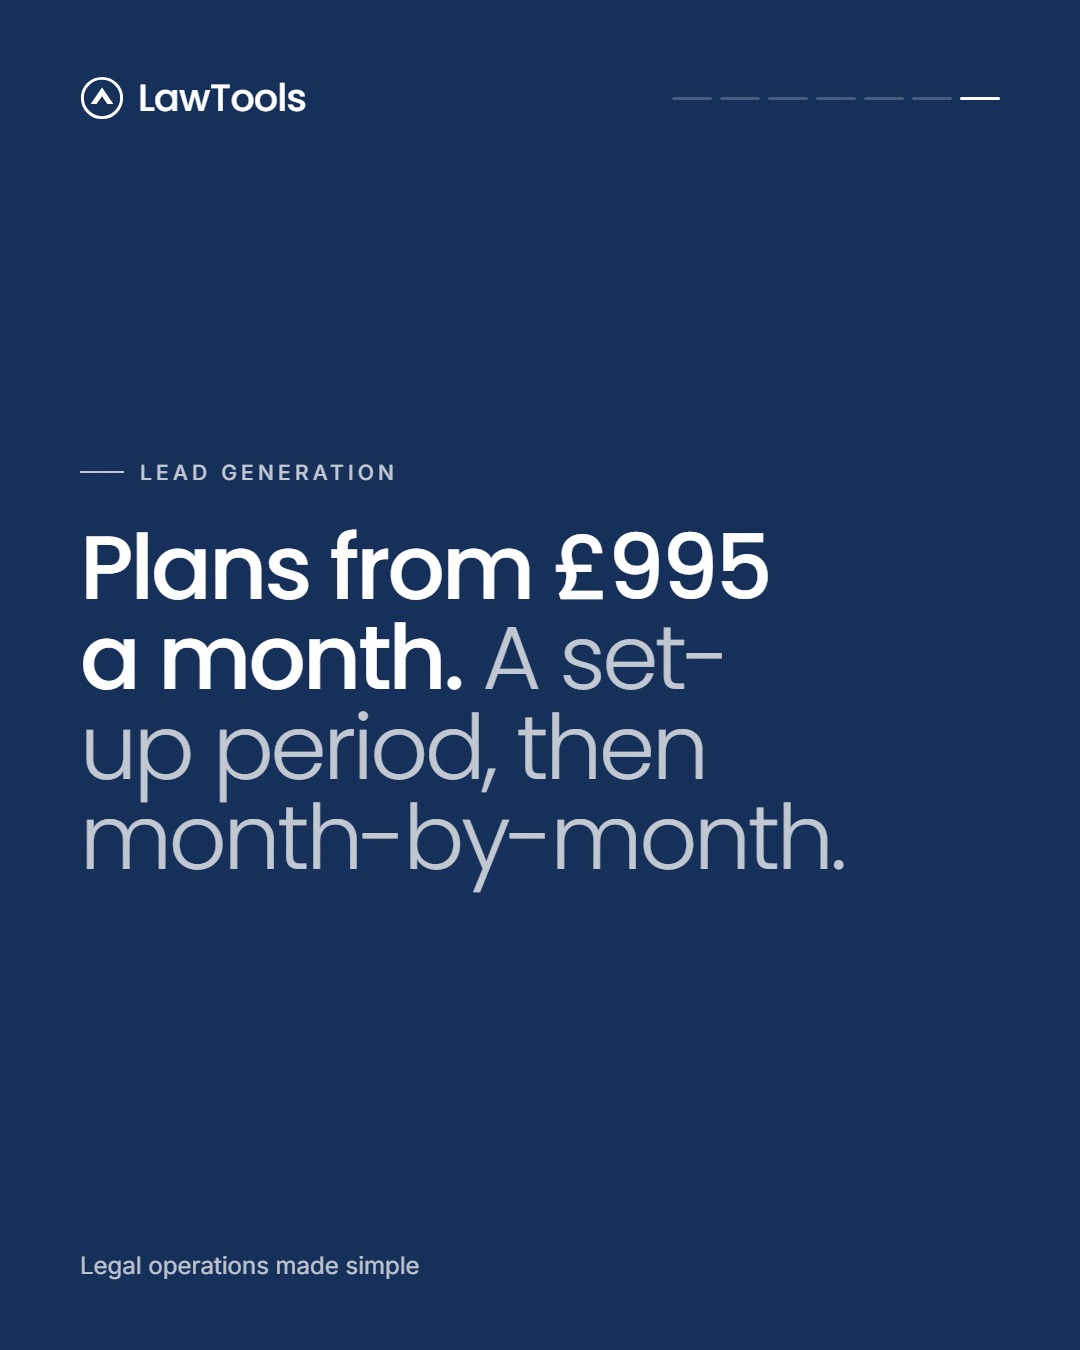 LawTools
LEAD GENERATION
Plans from £995
a month. A set-
up period, then
month-by-month.
Legal operations made simple